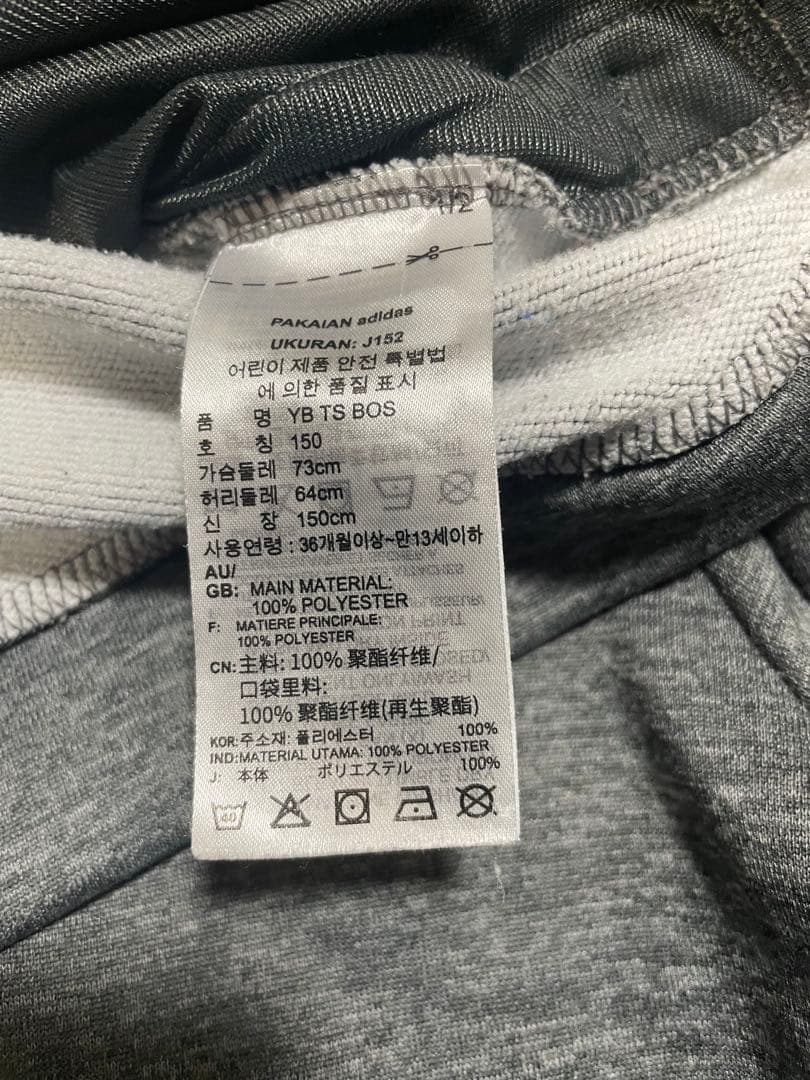 1/2
PAKAIAN adidas
UKURAN: J152
어린이 제품 안전 특별법
에 의한 품질 표시
품 명 YB TS BOS
호 칭 150
가슴둘레 73cm
허리둘레 64cm
신 장 150cm
사용연령 : 36개월이상~만13세이하
AU/
GB: MAIN MATERIAL:
100% POLYESTER
F: MATIERE PRINCIPALE:
100% POLYESTER
CN:主料: 100% 聚酯纤维/
口袋里料:
100% 聚酯纤维(再生聚酯)
KOR:주소재: 폴리에스터 100%
IND:MATERIAL UTAMA: 100% POLYESTER
J: 本体 ポリエステル 100%
40